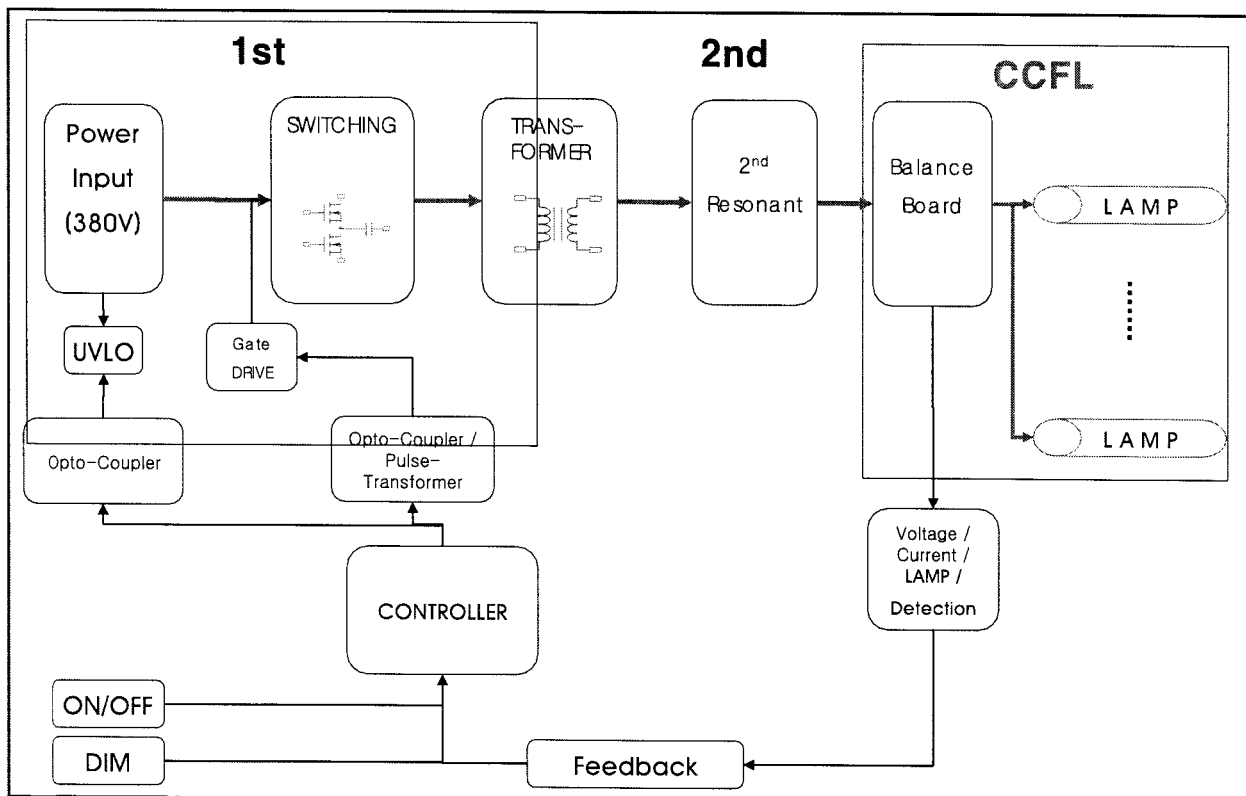 1st
2nd
CCFL
Power
Input
(380V)
SWITCHING
TRANS-
FORMER
2nd
Resonant
Balance
Board
LAMP
UVLO
Gate
DRIVE
LAMP
Opto-Coupler
Opto-Coupler /
Pulse-
Transformer
Voltage /
Current /
LAMP /
Detection
CONTROLLER
ON/OFF
DIM
Feedback